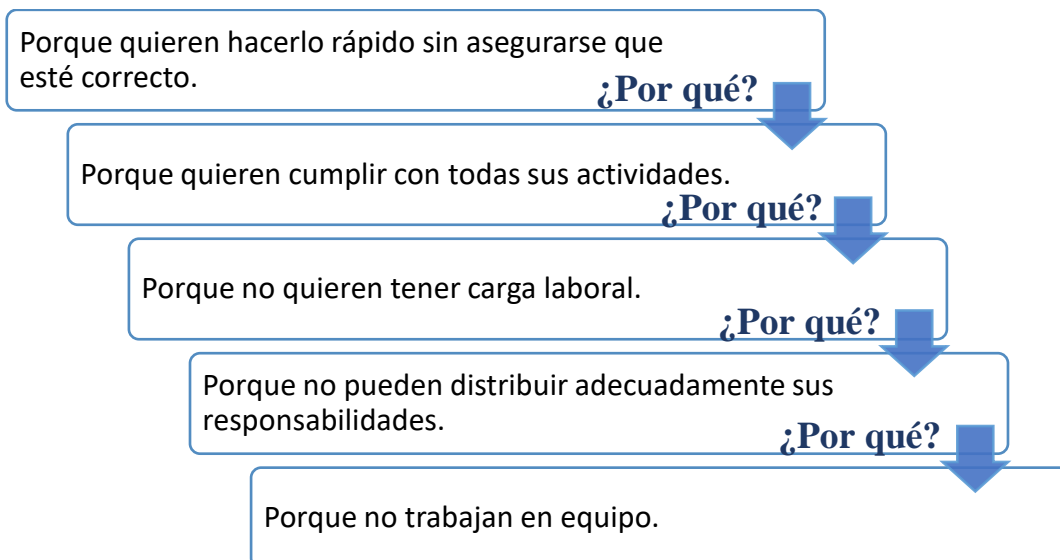 Porque quieren hacerlo rápido sin asegurarse que
esté correcto.
¿Por qué?
Porque quieren cumplir con todas sus actividades.
¿Por qué?
Porque no quieren tener carga laboral.
¿Por qué?
Porque no pueden distribuir adecuadamente sus
responsabilidades.
¿Por qué?
Porque no trabajan en equipo.